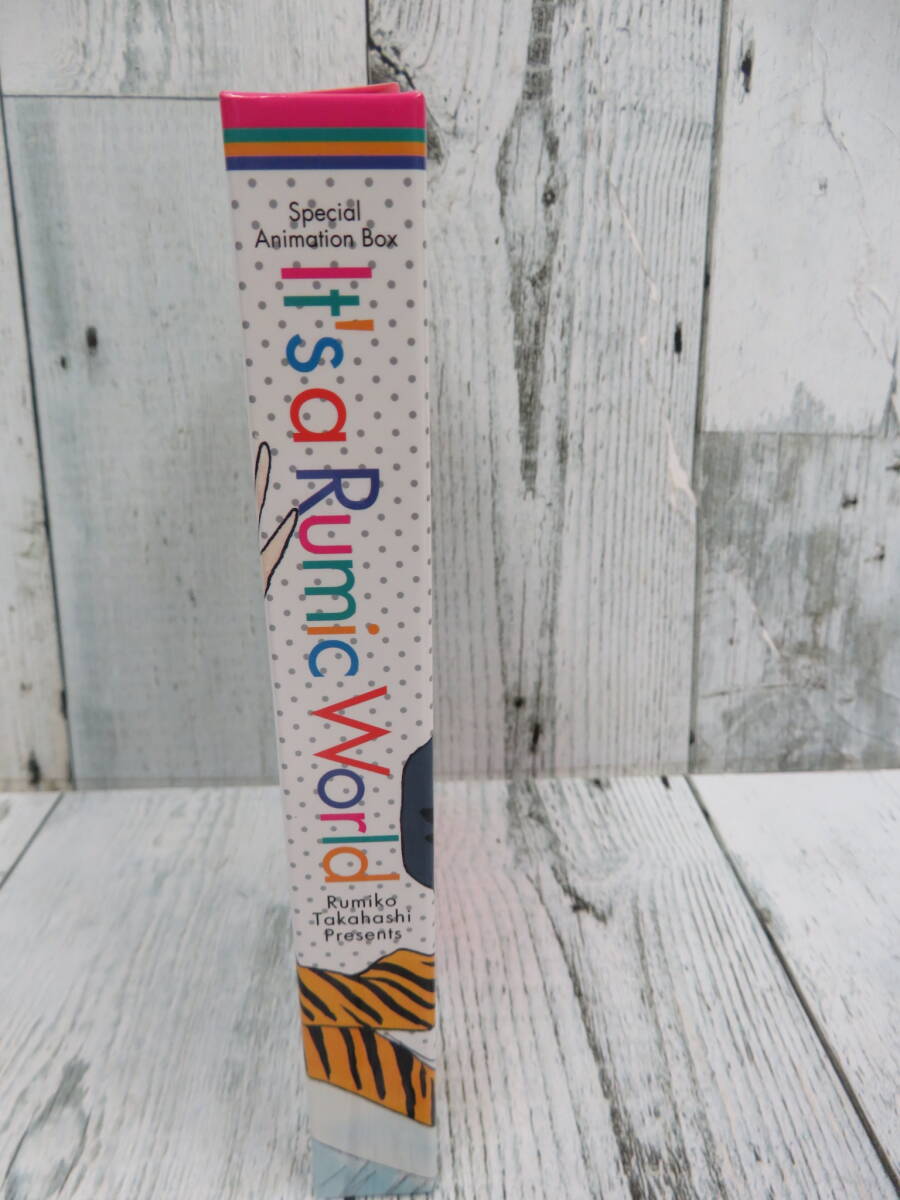 Special
Animation Box
It's a Rumic World
Rumiko
Takahashi
Presents